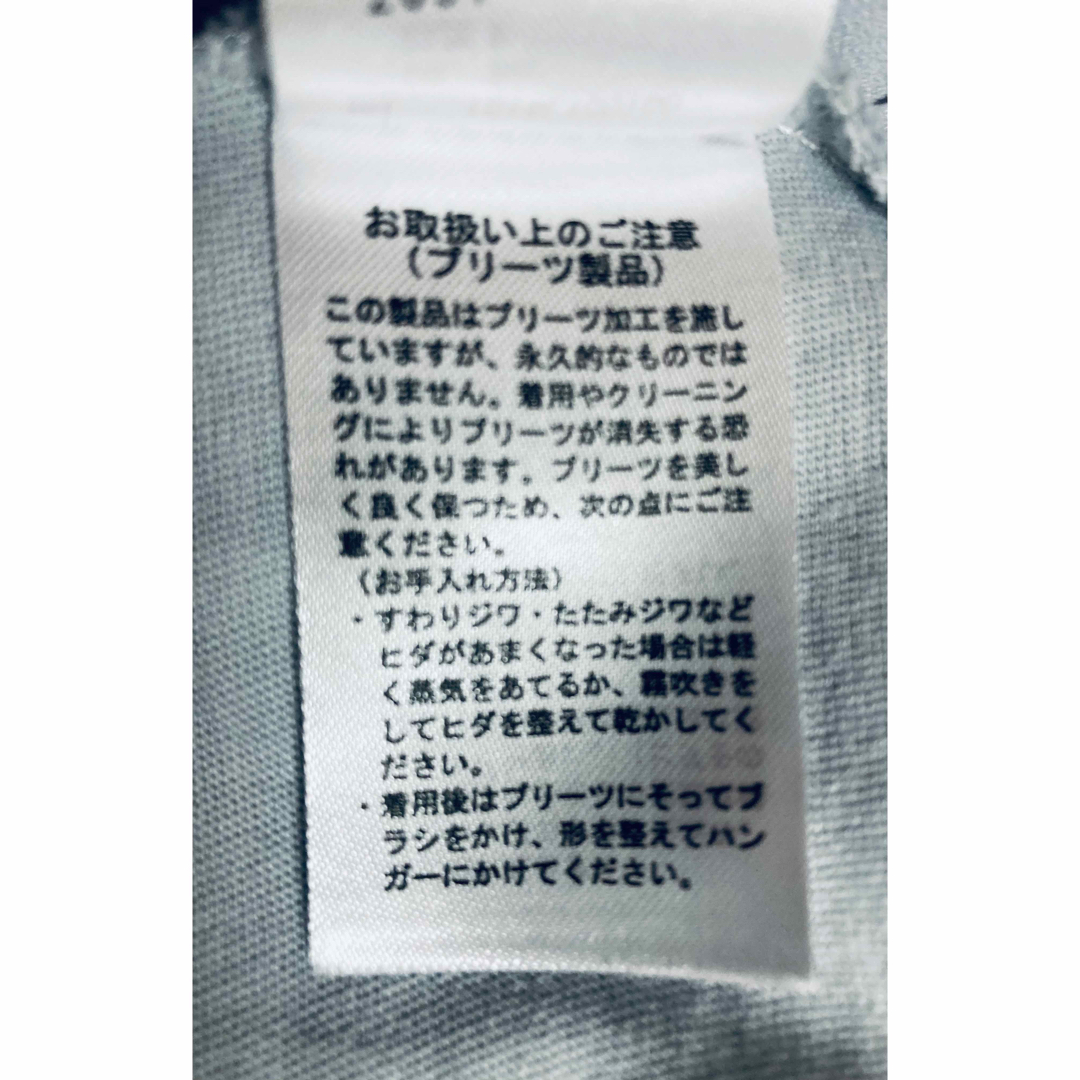 お取扱い上のご注意
(プリーツ製品)
この製品はプリーツ加工を施し
ていますが、永久的なものでは
ありません。着用やクリーニン
グによりプリーツが消失する恐
れがあります。プリーツを美し
く良く保つため、次の点にご注
意ください。
(お手入れ方法)
・すわりジワ・たたみジワなど
ヒダがあまくなった場合は軽
く蒸気をあてるか、霧吹きを
してヒダを整えて乾かしてく
ださい。
・着用後はプリーツにそってブ
ラシをかけ、形を整えてハン
ガーにかけてください。